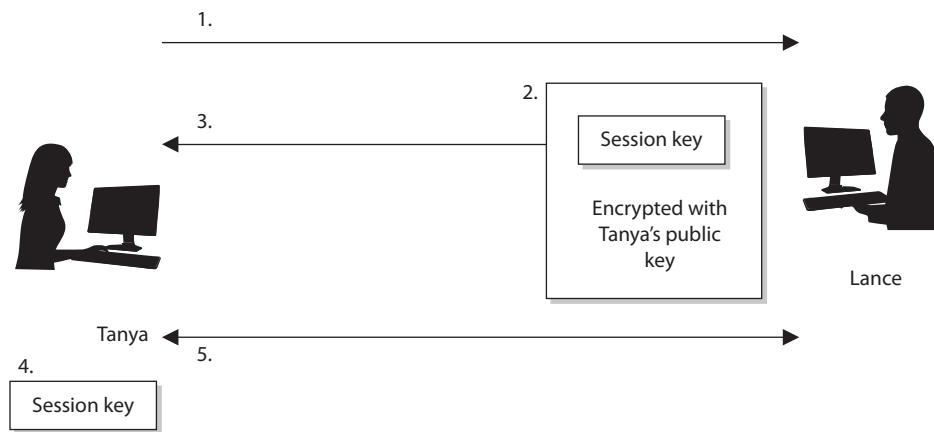 1.
2.
3.
Session key
Encrypted with
Tanya's public
key
Lance
Tanya
5.
4.
Session key